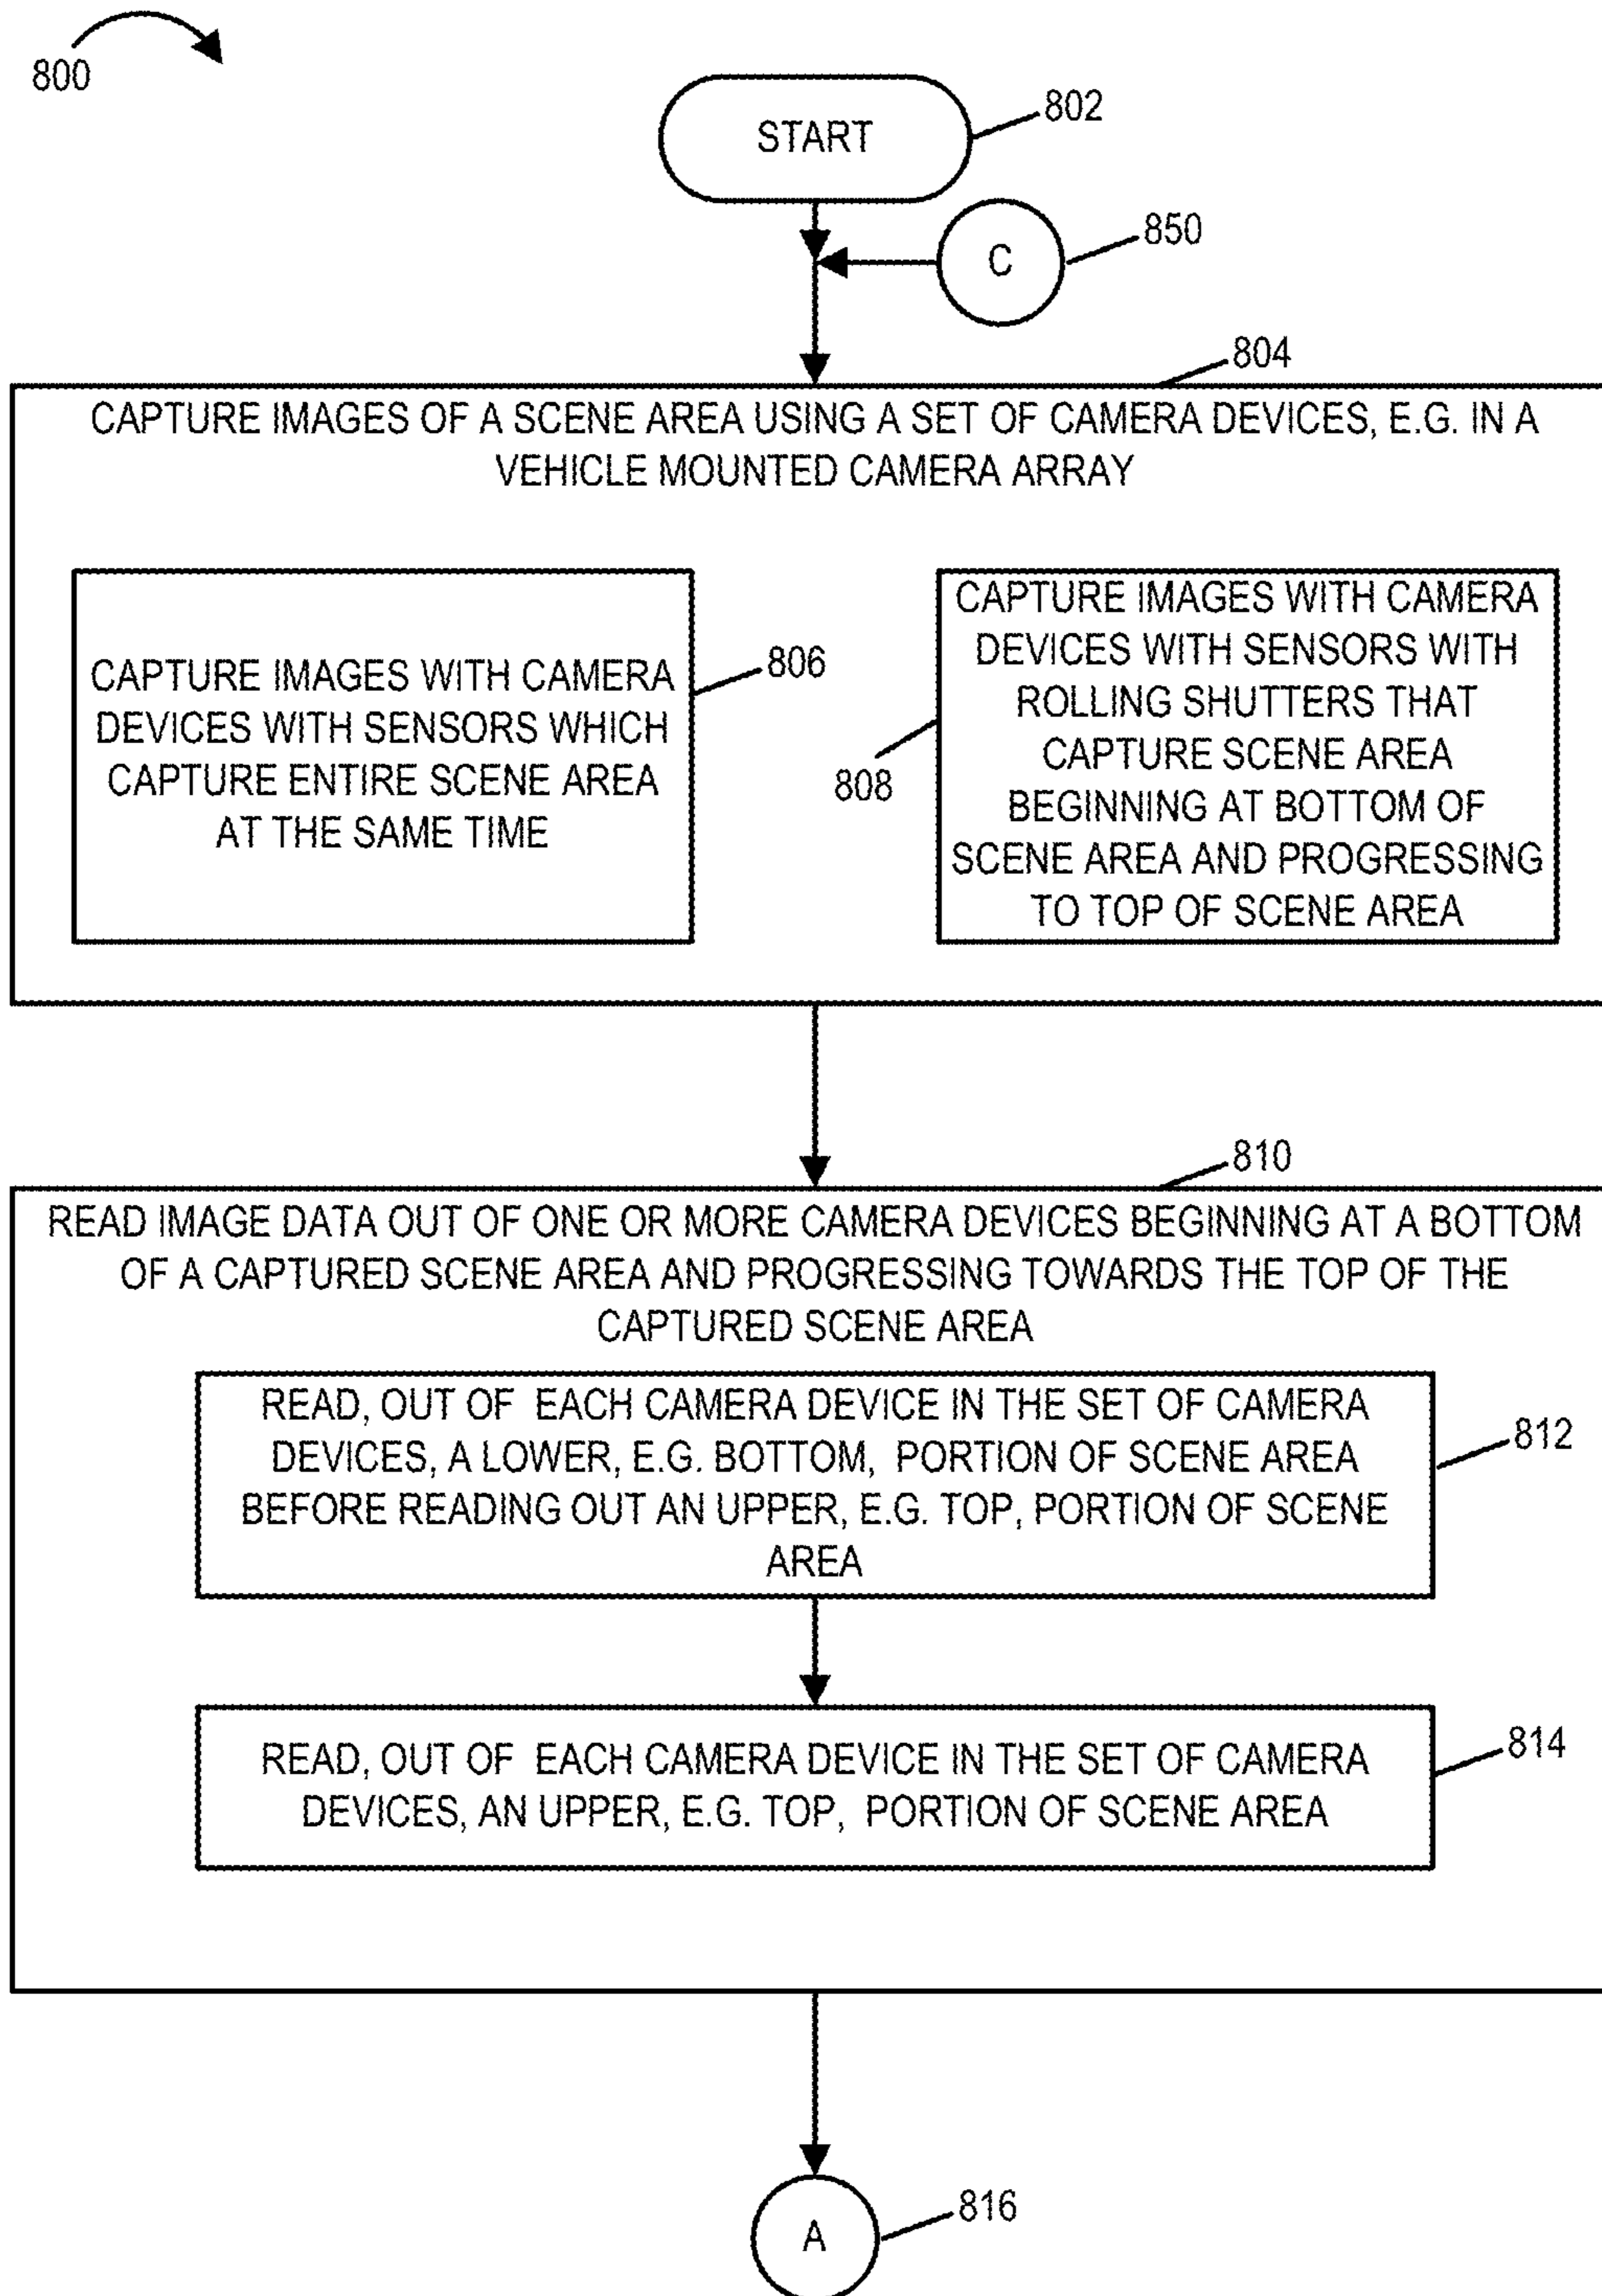 800
START
802
C
850
804
CAPTURE IMAGES OF A SCENE AREA USING A SET OF CAMERA DEVICES, E.G. IN A
VEHICLE MOUNTED CAMERA ARRAY
CAPTURE IMAGES WITH CAMERA
DEVICES WITH SENSORS WHICH
CAPTURE ENTIRE SCENE AREA
AT THE SAME TIME
806
CAPTURE IMAGES WITH CAMERA
DEVICES WITH SENSORS WITH
ROLLING SHUTTERS THAT
CAPTURE SCENE AREA
BEGINNING AT BOTTOM OF
SCENE AREA AND PROGRESSING
TO TOP OF SCENE AREA
808
810
READ IMAGE DATA OUT OF ONE OR MORE CAMERA DEVICES BEGINNING AT A BOTTOM
OF A CAPTURED SCENE AREA AND PROGRESSING TOWARDS THE TOP OF THE
CAPTURED SCENE AREA
READ, OUT OF EACH CAMERA DEVICE IN THE SET OF CAMERA
DEVICES, A LOWER, E.G. BOTTOM, PORTION OF SCENE AREA
BEFORE READING OUT AN UPPER, E.G. TOP, PORTION OF SCENE
AREA
812
READ, OUT OF EACH CAMERA DEVICE IN THE SET OF CAMERA
DEVICES, AN UPPER, E.G. TOP, PORTION OF SCENE AREA
814
A
816